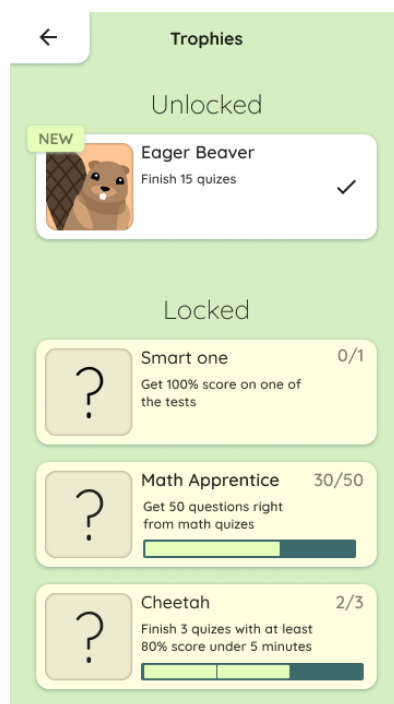 Trophies
Unlocked
NEW
Eager Beaver
Finish 15 quizes
Locked
Smart one
0/1
Get 100% score on one of
the tests
?
Math Apprentice
30/50
Get 50 questions right
from math quizes
?
Cheetah
2/3
Finish 3 quizes with at least
80% score under 5 minutes
?